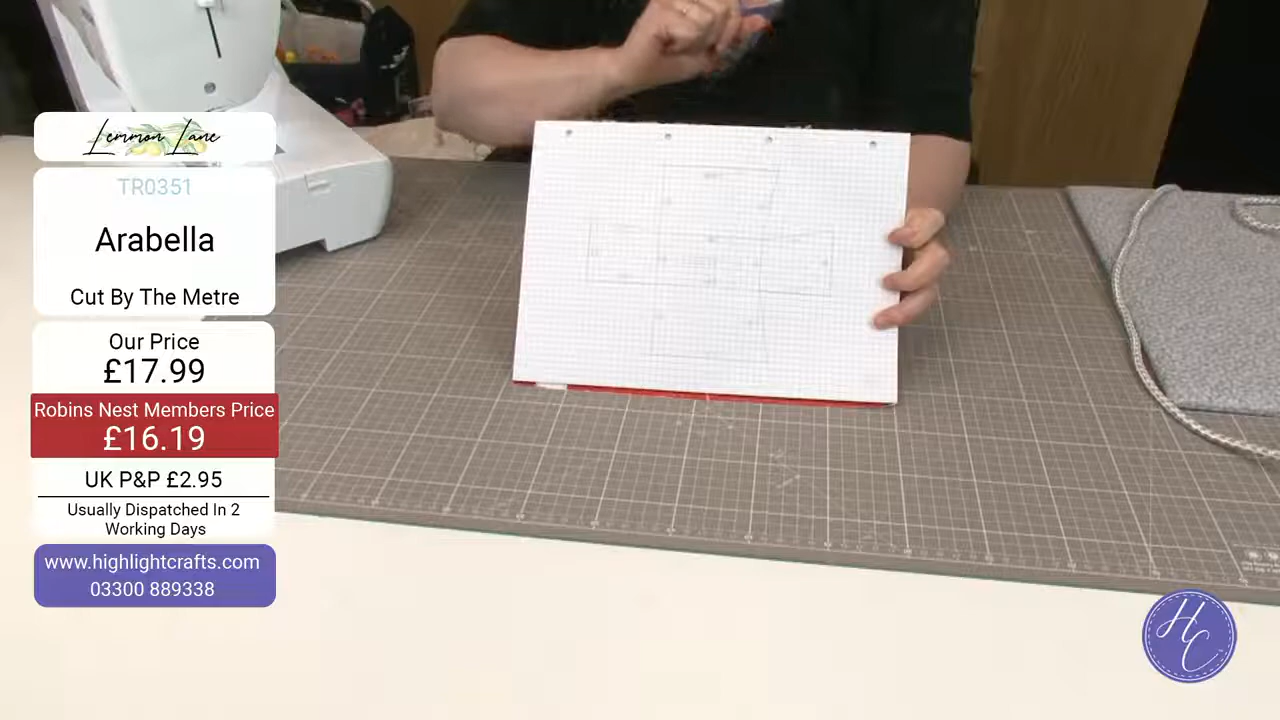 Lemmon Lane
TR0351
Arabella
Cut By The Metre
Our Price
£17.99
Robins Nest Members Price
£16.19
UK P&P £2.95
Usually Dispatched In 2
Working Days
www.highlightcrafts.com
03300 889338
HC